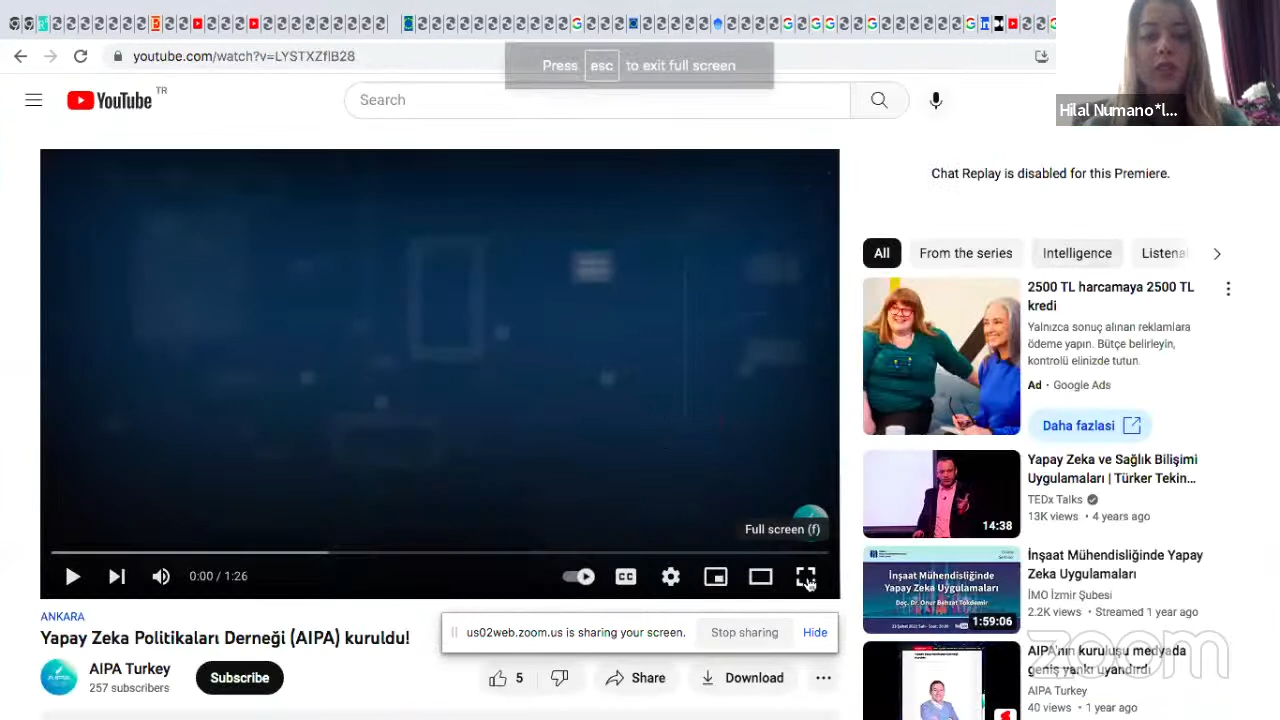 youtube.com/watch?v=LYSTXZflB28
Press esc to exit full screen
YouTube TR
Search
Hilal Numano*l...
Chat Replay is disabled for this Premiere.
All
From the series
Intelligence
Listena
2500 TL harcamaya 2500 TL
kredi
Yalnızca sonuç alınan reklamlara
ödeme yapın. Bütçe belirleyin,
kontrolü elinizde tutun.
Ad · Google Ads
Daha fazlası
Yapay Zeka ve Sağlık Bilişimi
Uygulamaları | Türker Tekin...
TEDx Talks
13K views · 4 years ago
14:38
Full screen (f)
0:00 / 1:26
CC
İnşaat Mühendisliğinde
Yapay Zeka Uygulamaları
Doç. Dr. Onur Behzat Tokdemir
1:59:06
İnşaat Mühendisliğinde Yapay
Zeka Uygulamaları
İMO İzmir Şubesi
2.2K views · Streamed 1 year ago
ANKARA
Yapay Zeka Politikaları Derneği (AIPA) kuruldu!
us02web.zoom.us is sharing your screen.
Stop sharing
Hide
AIPA Turkey
257 subscribers
Subscribe
5
Share
Download
AIPA'nın kuruluşu medyada
geniş yankı uyandırdı
AIPA Turkey
40 views · 1 year ago
zoom